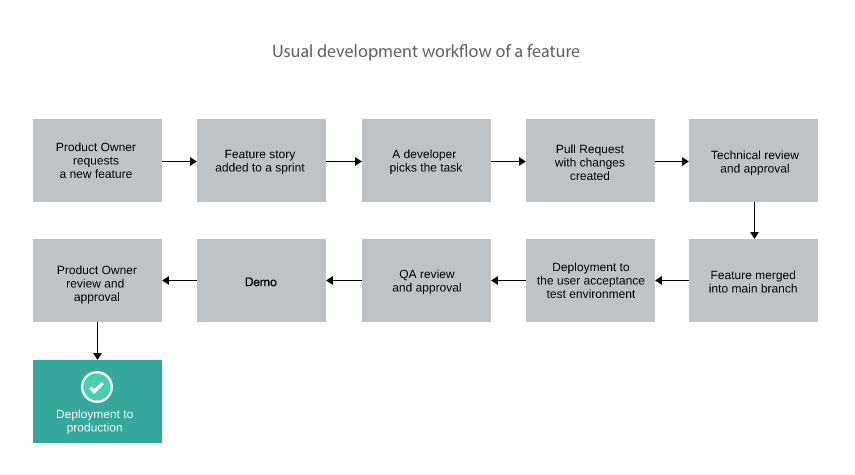 Usual development workflow of a feature
Product Owner
requests
a new feature
Feature story
added to a sprint
A developer
picks the task
Pull Request
with changes
created
Technical review
and approval
Product Owner
review and
approval
Demo
QA review
and approval
Deployment to
the user acceptance
test environment
Feature merged
into main branch
Deployment to
production